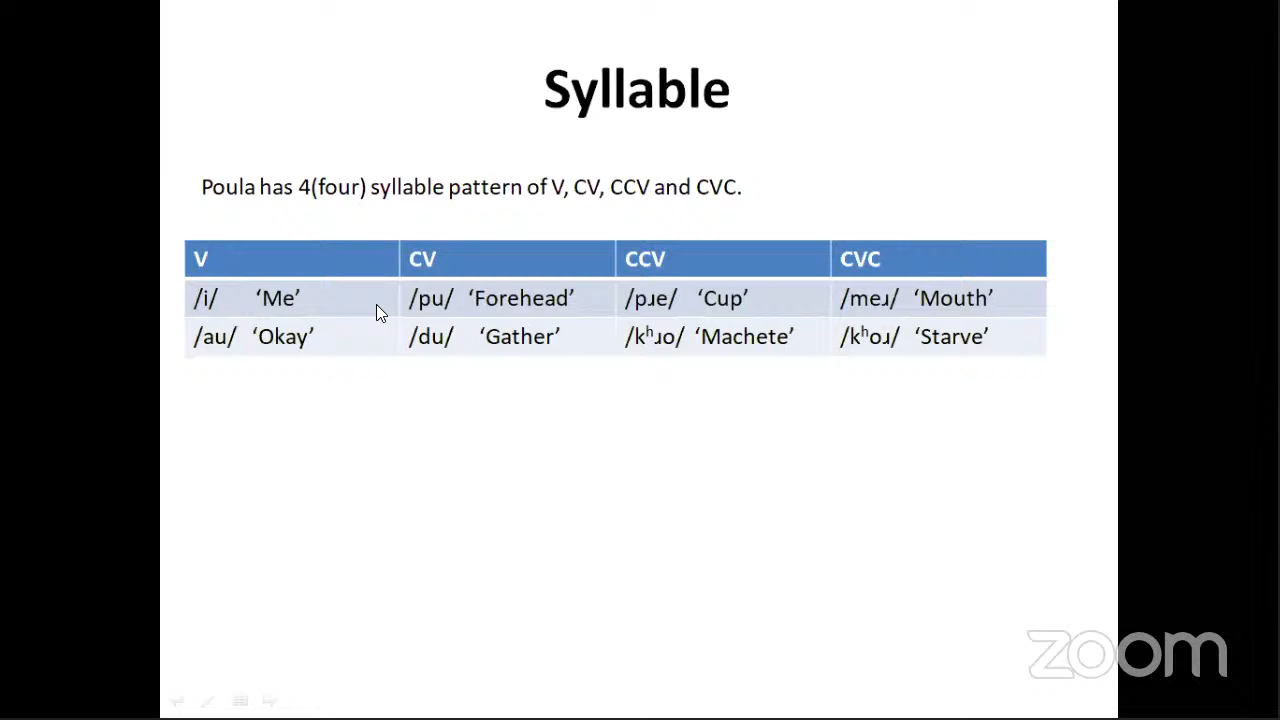 Syllable
Poula has 4(four) syllable pattern of V, CV, CCV and CVC.
V CV CCV CVC
/i/ ‘Me’ /pu/ ‘Forehead’ /pɹe/ ‘Cup’ /meɹ/ ‘Mouth’
/au/ ‘Okay’ /du/ ‘Gather’ /kʰɹo/ ‘Machete’ /kʰoɹ/ ‘Starve’
zoom